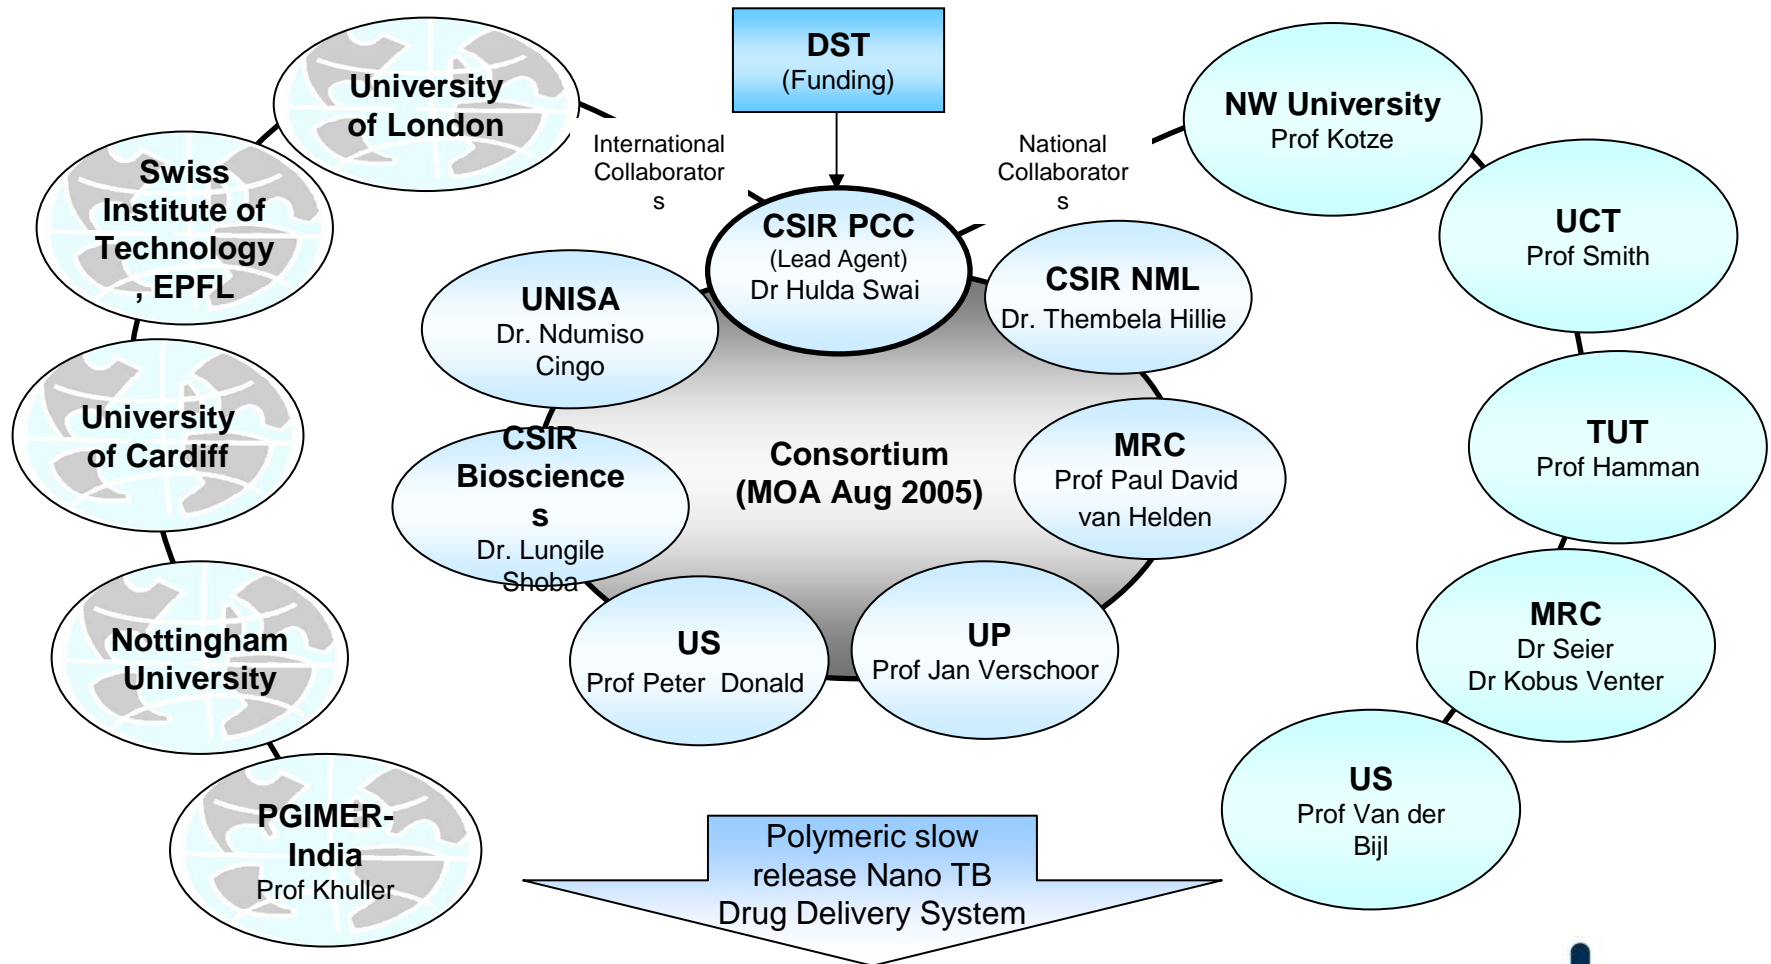 DST
(Funding)
University
of London
Swiss
Institute of
Technology
, EPFL
University
of Cardiff
Nottingham
University
PGIMER-
India
Prof Khuller
International
Collaborator
s
National
Collaborator
s
CSIR PCC
(Lead Agent)
Dr Hulda Swai
UNISA
Dr. Ndumiso
Cingo
CSIR
Bioscience
s
Dr. Lungile
Shoba
US
Prof Peter  Donald
UP
Prof Jan Verschoor
MRC
Prof Paul David
van Helden
CSIR NML
Dr. Thembela Hillie
Consortium
(MOA Aug 2005)
NW University
Prof Kotze
UCT
Prof Smith
TUT
Prof Hamman
MRC
Dr Seier
Dr Kobus Venter
US
Prof Van der
Bijl
Polymeric slow
release Nano TB
Drug Delivery System